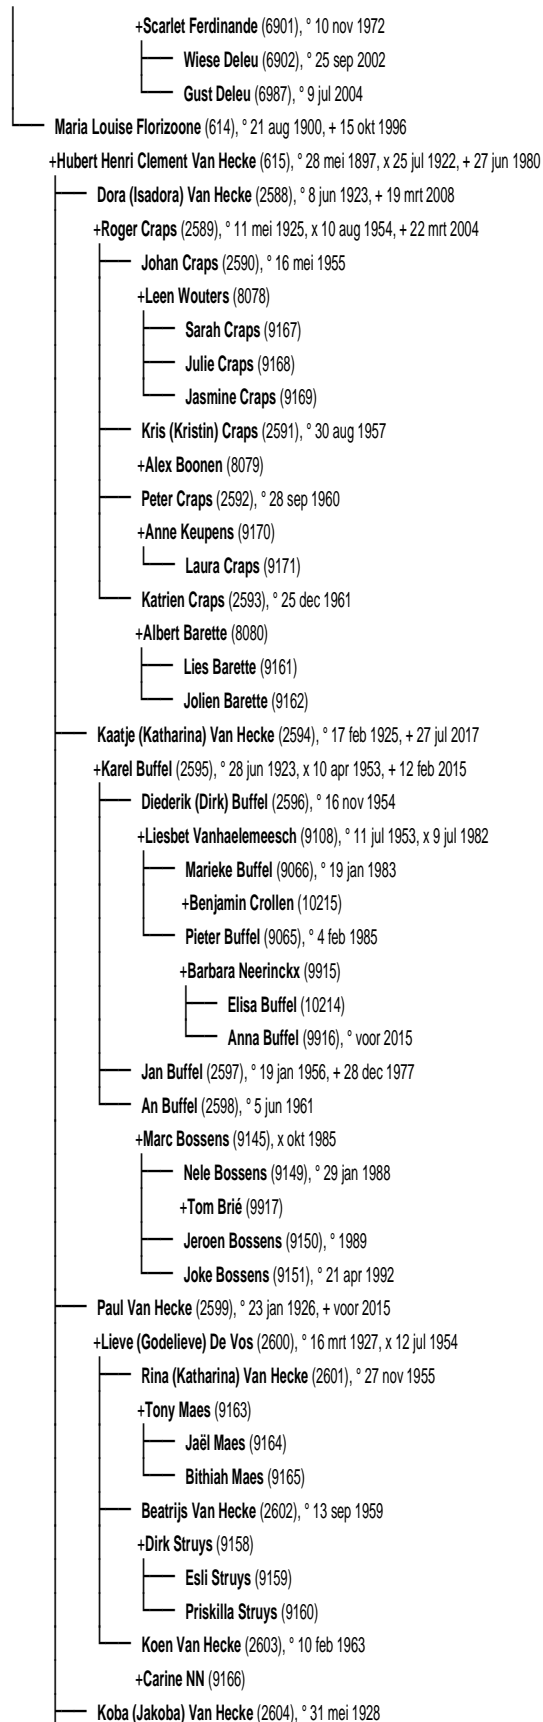 +Scarlet Ferdinande (6901), ° 10 nov 1972
Wiese Deleu (6902), ° 25 sep 2002
Gust Deleu (6987), ° 9 jul 2004
Maria Louise Florizoone (614), ° 21 aug 1900, + 15 okt 1996
+Hubert Henri Clement Van Hecke (615), ° 28 mei 1897, x 25 jul 1922, + 27 jun 1980
Dora (Isadora) Van Hecke (2588), ° 8 jun 1923, + 19 mrt 2008
+Roger Craps (2589), ° 11 mei 1925, x 10 aug 1954, + 22 mrt 2004
Johan Craps (2590), ° 16 mei 1955
+Leen Wouters (8078)
Sarah Craps (9167)
Julie Craps (9168)
Jasmine Craps (9169)
Kris (Kristin) Craps (2591), ° 30 aug 1957
+Alex Boonen (8079)
Peter Craps (2592), ° 28 sep 1960
+Anne Keupens (9170)
Laura Craps (9171)
Katrien Craps (2593), ° 25 dec 1961
+Albert Barette (8080)
Lies Barette (9161)
Jolien Barette (9162)
Kaatje (Katharina) Van Hecke (2594), ° 17 feb 1925, + 27 jul 2017
+Karel Buffel (2595), ° 28 jun 1923, x 10 apr 1953, + 12 feb 2015
Diederik (Dirk) Buffel (2596), ° 16 nov 1954
+Liesbet Vanhaelemeesch (9108), ° 11 jul 1953, x 9 jul 1982
Marieke Buffel (9066), ° 19 jan 1983
+Benjamin Crollen (10215)
Pieter Buffel (9065), ° 4 feb 1985
+Barbara Neerinckx (9915)
Elisa Buffel (10214)
Anna Buffel (9916), ° voor 2015
Jan Buffel (2597), ° 19 jan 1956, + 28 dec 1977
An Buffel (2598), ° 5 jun 1961
+Marc Bossens (9145), x okt 1985
Nele Bossens (9149), ° 29 jan 1988
+Tom Brié (9917)
Jeroen Bossens (9150), ° 1989
Joke Bossens (9151), ° 21 apr 1992
Paul Van Hecke (2599), ° 23 jan 1926, + voor 2015
+Lieve (Godelieve) De Vos (2600), ° 16 mrt 1927, x 12 jul 1954
Rina (Katharina) Van Hecke (2601), ° 27 nov 1955
+Tony Maes (9163)
Jaël Maes (9164)
Bithiah Maes (9165)
Beatrijs Van Hecke (2602), ° 13 sep 1959
+Dirk Struys (9158)
Esli Struys (9159)
Priskilla Struys (9160)
Koen Van Hecke (2603), ° 10 feb 1963
+Carine NN (9166)
Koba (Jakoba) Van Hecke (2604), ° 31 mei 1928